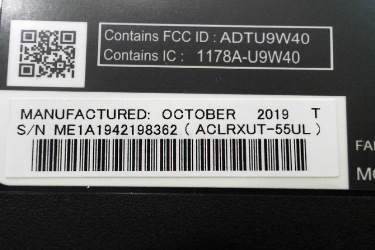 Contains FCC ID : ADTU9W40
Contains IC : 1178A-U9W40
MANUFACTURED: OCTOBER 2019 T
S/N ME1A1942198362 ( ACLRXUT-55UL )